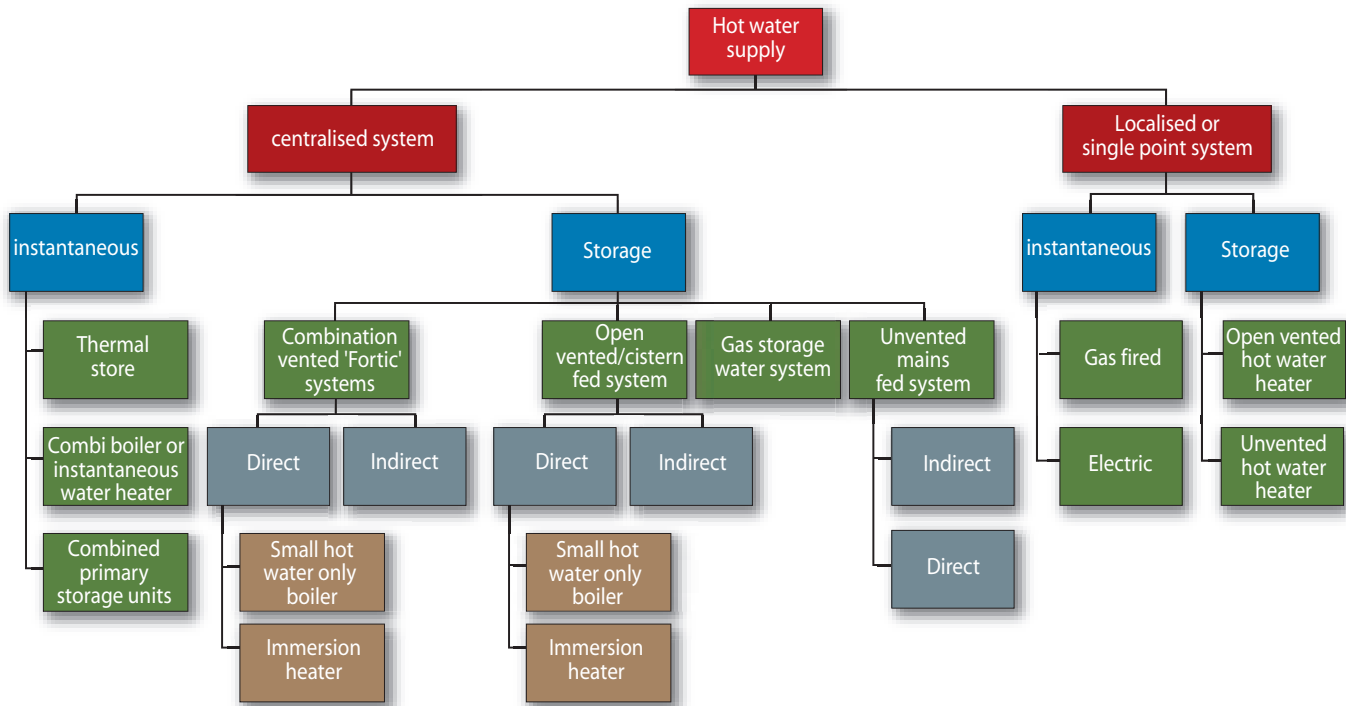 Hot water
supply
centralised system
Localised or
single point system
instantaneous
Storage
instantaneous
Storage
Thermal
store
Combi boiler or
instantaneous
water heater
Combined
primary
storage units
Combination
vented 'Fortic'
systems
Open
vented/cistern
fed system
Gas storage
water system
Unvented
mains
fed system
Direct
Indirect
Small hot
water only
boiler
Immersion
heater
Direct
Indirect
Small hot
water only
boiler
Immersion
heater
Indirect
Direct
Gas fired
Electric
Open vented
hot water
heater
Unvented
hot water
heater